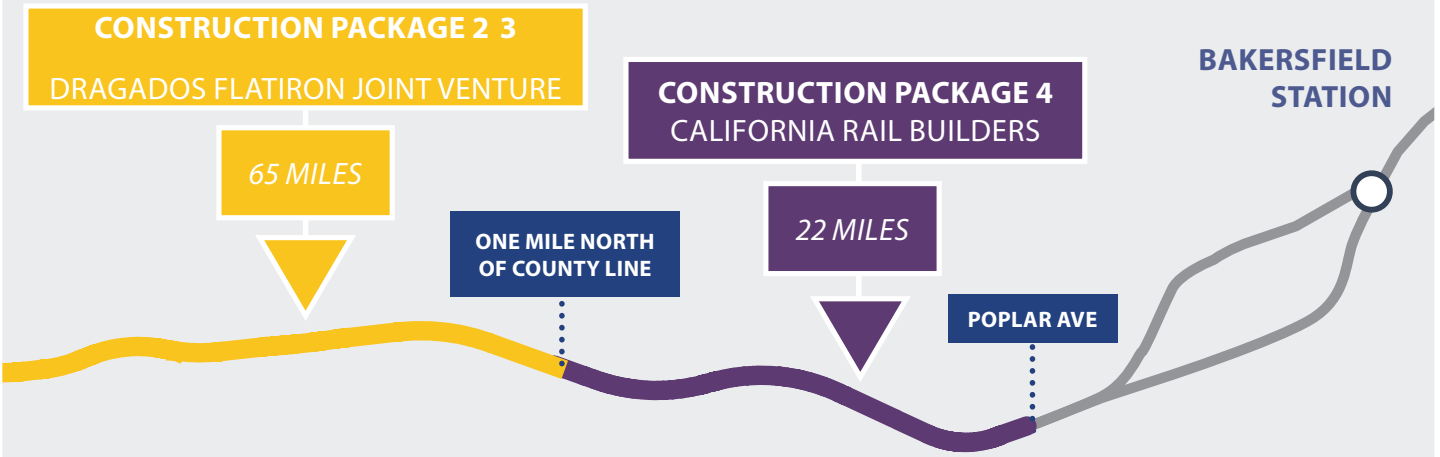 CONSTRUCTION PACKAGE 2 3
DRAGADOS FLATIRON JOINT VENTURE
65 MILES
ONE MILE NORTH
OF COUNTY LINE
CONSTRUCTION PACKAGE 4
CALIFORNIA RAIL BUILDERS
22 MILES
POPLAR AVE
BAKERSFIELD
STATION